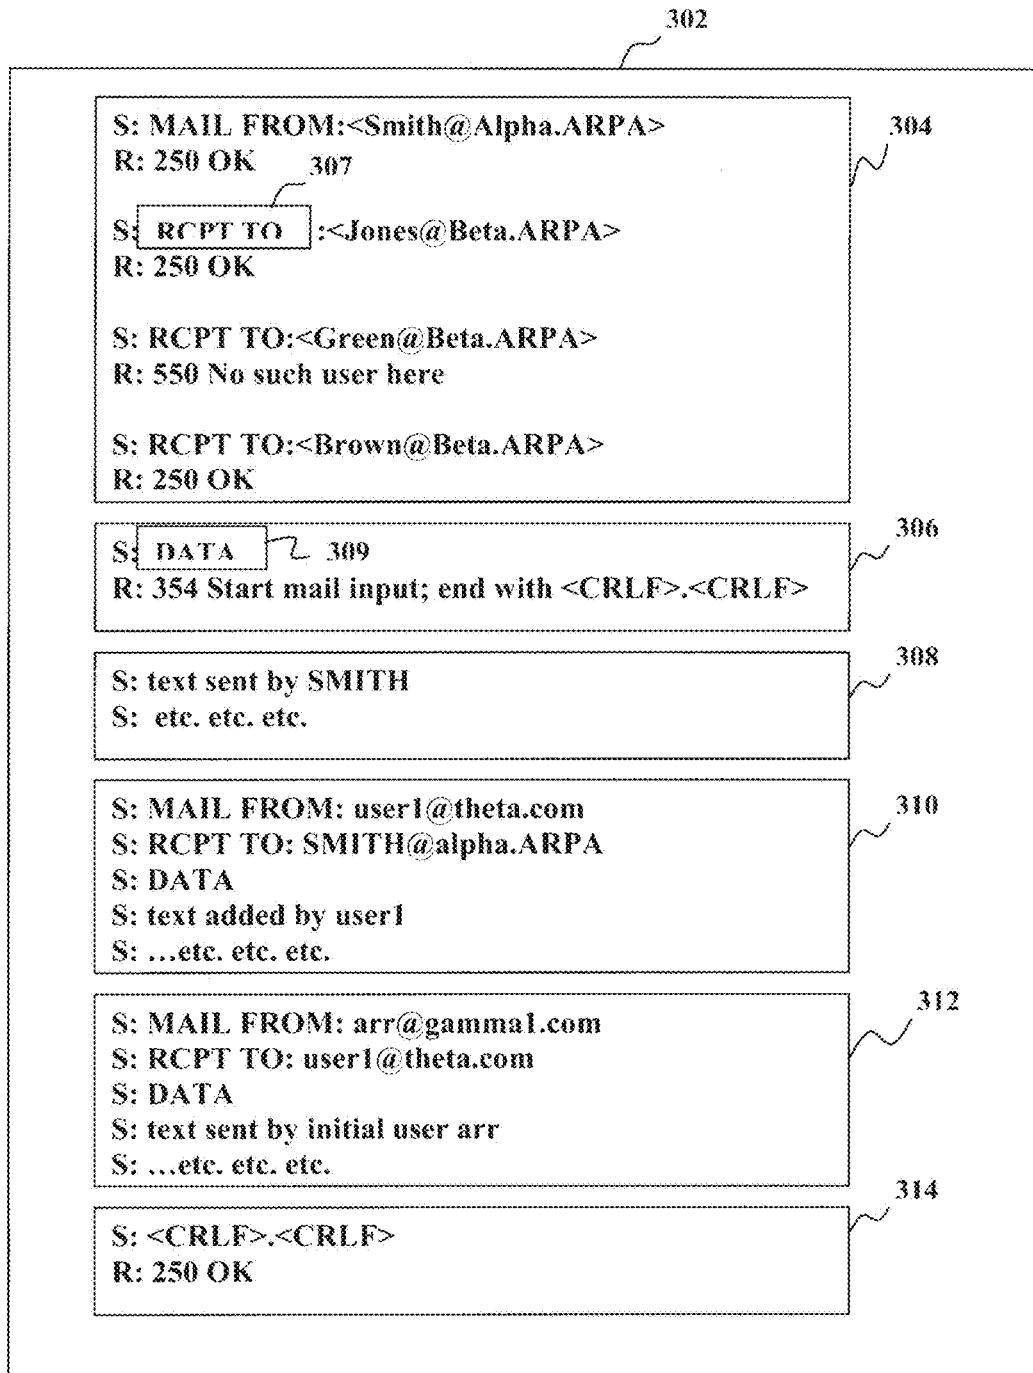 302
S: MAIL FROM:<Smith@Alpha.ARPA>
304
R: 250 OK
307
S: RCPT TO :<Jones@Beta.ARPA>
R: 250 OK
S: RCPT TO:<Green@Beta.ARPA>
R: 550 No such user here
S: RCPT TO:<Brown@Beta.ARPA>
R: 250 OK
306
S: DATA 309
R: 354 Start mail input; end with <CRLF>.<CRLF>
308
S: text sent by SMITH
S: etc. etc. etc.
S: MAIL FROM: user1@theta.com
310
S: RCPT TO: SMITH@alpha.ARPA
S: DATA
S: text added by user1
S: ...etc. etc. etc.
312
S: MAIL FROM: arr@gamma1.com
S: RCPT TO: user1@theta.com
S: DATA
S: text sent by initial user arr
S: ...etc. etc. etc.
314
S: <CRLF>.<CRLF>
R: 250 OK